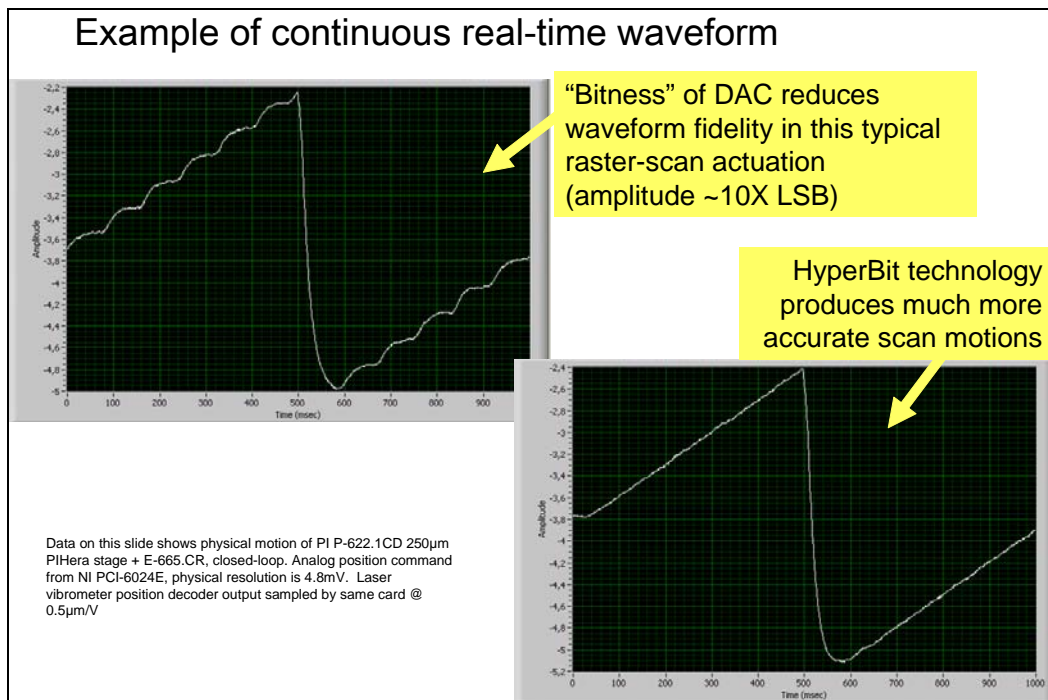 Example of continuous real-time waveform
“Bitness” of DAC reduces
waveform fidelity in this typical
raster-scan actuation
(amplitude ~10X LSB)
-2,2
-2,4
-2,6
-2,8
-3
-3,2
-3,4
-3,6
-3,8
-4
-4,2
-4,4
-4,6
-4,8
-5
Amplitude
0 100 200 300 400 500 600 700 800 900
Time (msec)
HyperBit technology
produces much more
accurate scan motions
-2,4
-2,6
-2,8
-3
-3,2
-3,4
-3,6
-3,8
-4
-4,2
-4,4
-4,6
-4,8
-5
-5,2
Amplitude
0 100 200 300 400 500 600 700 800 900 1000
Time (msec)
Data on this slide shows physical motion of PI P-622.1CD 250µm
PIHera stage + E-665.CR, closed-loop. Analog position command
from NI PCI-6024E, physical resolution is 4.8mV. Laser
vibrometer position decoder output sampled by same card @
0.5µm/V